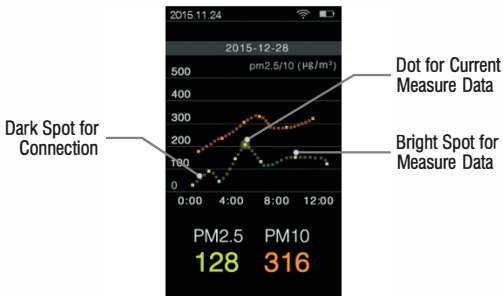 2015.11.24
2015-12-28
pm2.5/10 (µg/m³)
500
400
300
200
100
0
0:00 4:00 8:00 12:00
PM2.5 PM10
128 316
Dark Spot for
Connection
Dot for Current
Measure Data
Bright Spot for
Measure Data